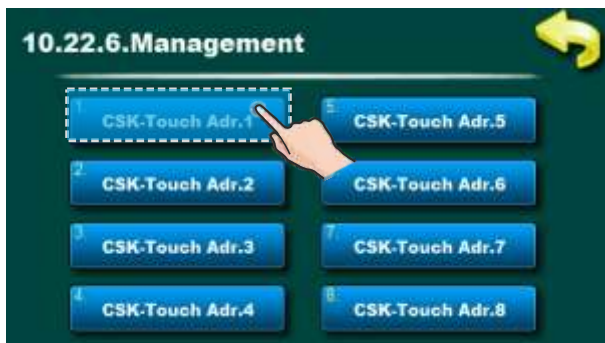 10.22.6.Management
1.
CSK-Touch Adr.1
2.
CSK-Touch Adr.2
3.
CSK-Touch Adr.3
4.
CSK-Touch Adr.4
5.
CSK-Touch Adr.5
CSK-Touch Adr.6
7.
CSK-Touch Adr.7
8.
CSK-Touch Adr.8